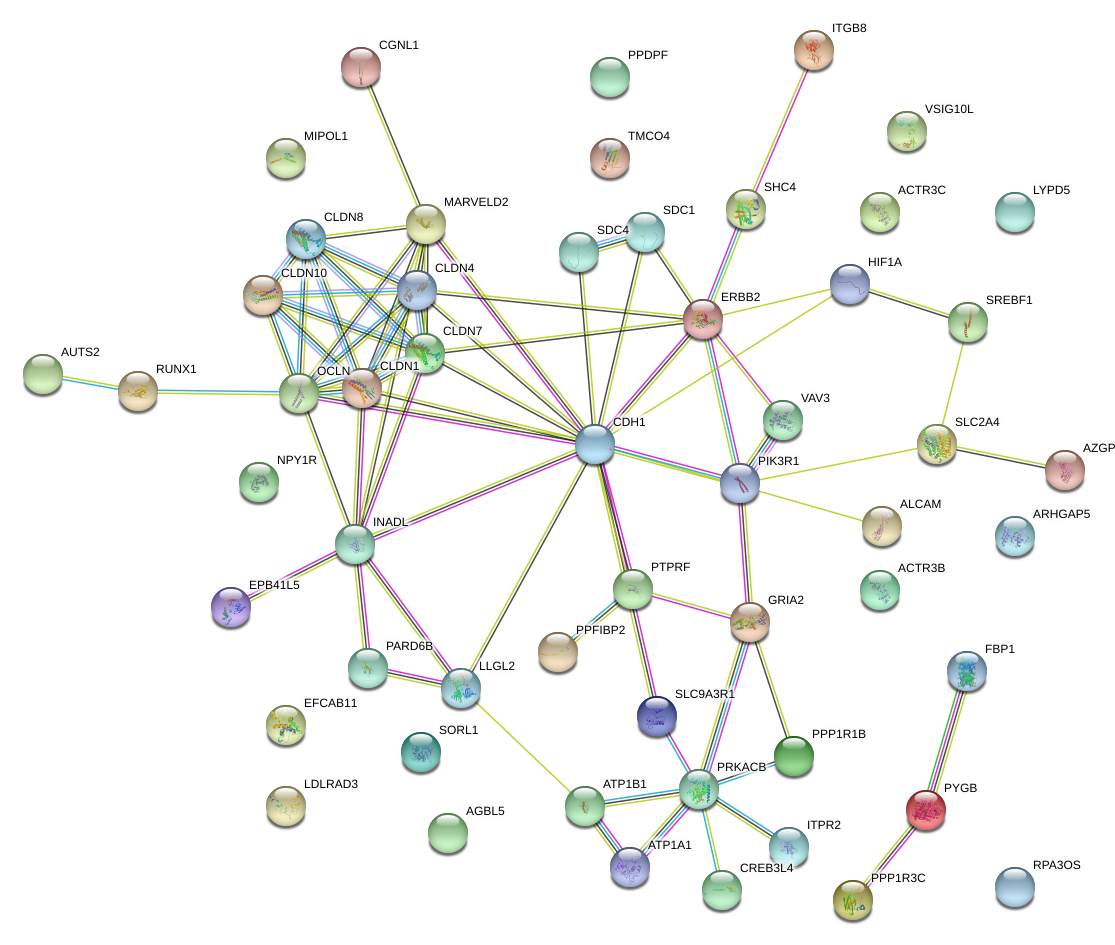 ITGB8
CGNL1
PPDPF
VSIG10L
MIPOL1
TMCO4
SHC4
ACTR3C
LYPD5
MARVELD2
CLDN8
SDC1
SDC4
HIF1A
CLDN4
CLDN10
ERBB2
SREBF1
CLDN7
AUTS2
RUNX1
OCLN
CLDN1
VAV3
CDH1
SLC2A4
AZGP
NPY1R
PIK3R1
ALCAM
ARHGAP5
INADL
PTPRF
ACTR3B
EPB41L5
GRIA2
PPFIBP2
PARD6B
LLGL2
FBP1
EFCAB11
SLC9A3R1
SORL1
PPP1R1B
PRKACB
LDLRAD3
ATP1B1
PYGB
AGBL5
ITPR2
ATP1A1
CREB3L4
PPP1R3C
RPA3OS